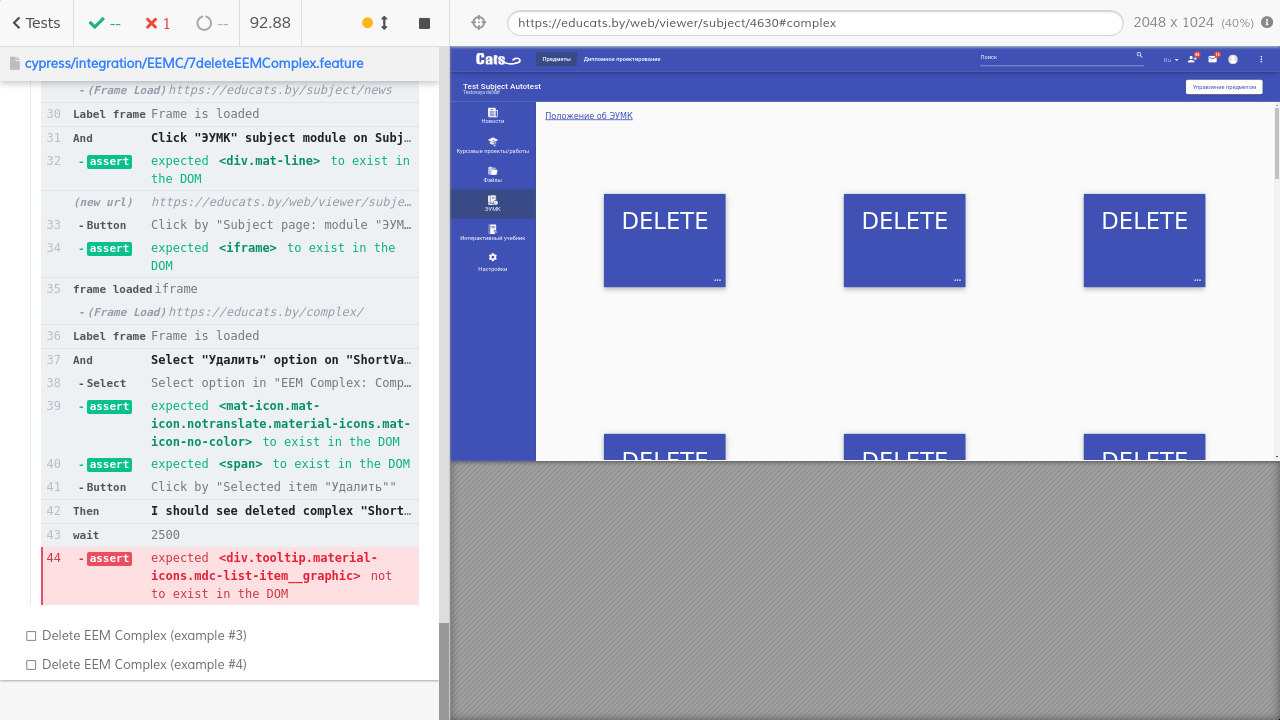 Tests
--
1
--
92.88
https://educats.by/web/viewer/subject/4630#complex
2048 x 1024 (40%)
cypress/integration/EEMC/7deleteEEMComplex.feature
-(Frame Load) https://educats.by/subject/news
30 Label frame Frame is loaded
31 And Click "ЭУМК" subject module on "Subj…
32 -assert expected <div.mat-line> to exist in
the DOM
(new url) https://educats.by/web/viewer/subje…
33 -Button Click by "Subject page: module "ЭУМ…
34 -assert expected <iframe> to exist in the
DOM
35 frame loaded iframe
-(Frame Load) https://educats.by/complex/
36 Label frame Frame is loaded
37 And Select "Удалить" option on "ShortVa…
38 -Select Select option in "EEM Complex: Comp…
39 -assert expected <mat-icon.mat-
icon.notranslate.material-icons.mat-
icon-no-color> to exist in the DOM
40 -assert expected <span> to exist in the DOM
41 -Button Click by "Selected item "Удалить""
42 Then I should see deleted complex "Short…
43 wait 2500
44 -assert expected <div.tooltip.material-
icons.mdc-list-item__graphic> not
to exist in the DOM
Delete EEM Complex (example #3)
Delete EEM Complex (example #4)
Cats
Предметы
Дипломное проектирование
Поиск
Ru
Test Subject Autotest
Управление предметом
Новости
Курсовые проекты/работы
Файлы
ЭУМК
Интерактивный учебник
Настройки
Положение об ЭУМК
DELETE DELETE DELETE
... ... ...
DELETE DELETE DELETE